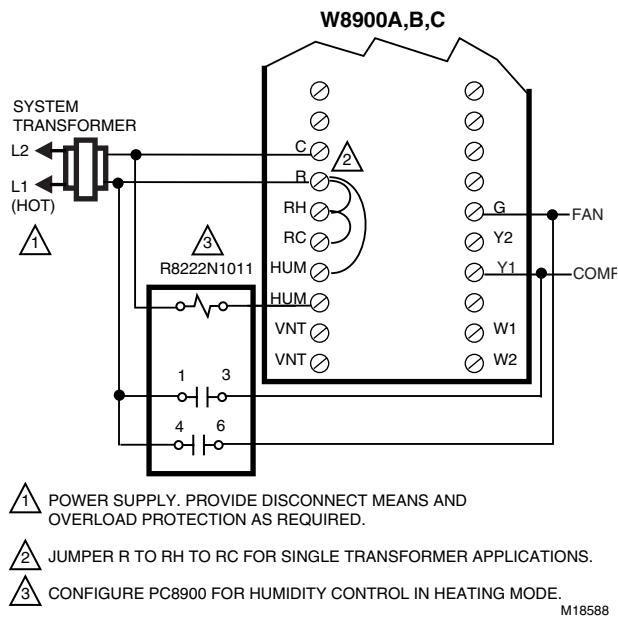 W8900A,B,C
SYSTEM
TRANSFORMER
L2
L1
(HOT)
1
C
2
R
RH
RC
HUM
HUM
VNT
VNT
G
FAN
Y2
Y1
COMP
W1
W2
3
R8222N1011
1 3
4 6
1 POWER SUPPLY. PROVIDE DISCONNECT MEANS AND
OVERLOAD PROTECTION AS REQUIRED.
2 JUMPER R TO RH TO RC FOR SINGLE TRANSFORMER APPLICATIONS.
3 CONFIGURE PC8900 FOR HUMIDITY CONTROL IN HEATING MODE.
M18588